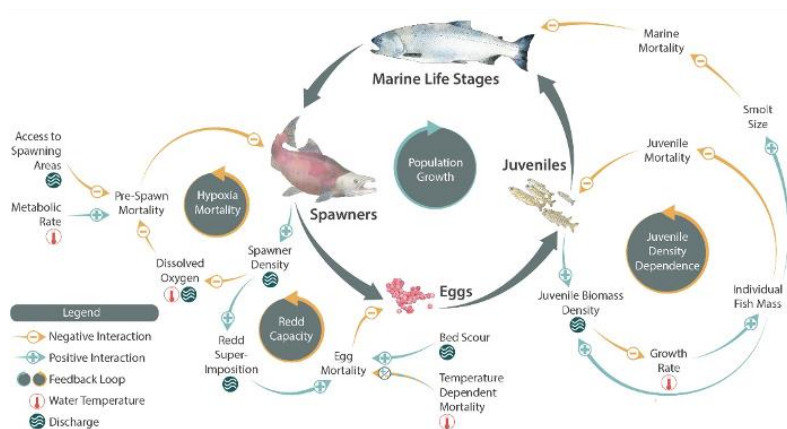 Marine Life Stages
Marine
Mortality
Smolt
Size
Access to
Spawning
Areas
Juvenile
Mortality
Population
Growth
Juveniles
Pre-Spawn
Mortality
Hypoxia
Mortality
Metabolic
Rate
Spawners
Juvenile
Density
Dependence
Dissolved
Oxygen
Spawner
Density
Eggs
Juvenile Biomass
Density
Individual
Fish Mass
Legend
Negative Interaction
Positive Interaction
Feedback Loop
Water Temperature
Discharge
Redd
Capacity
Redd
Super-
Imposition
Egg
Mortality
Bed Scour
Growth
Rate
Temperature
Dependent
Mortality